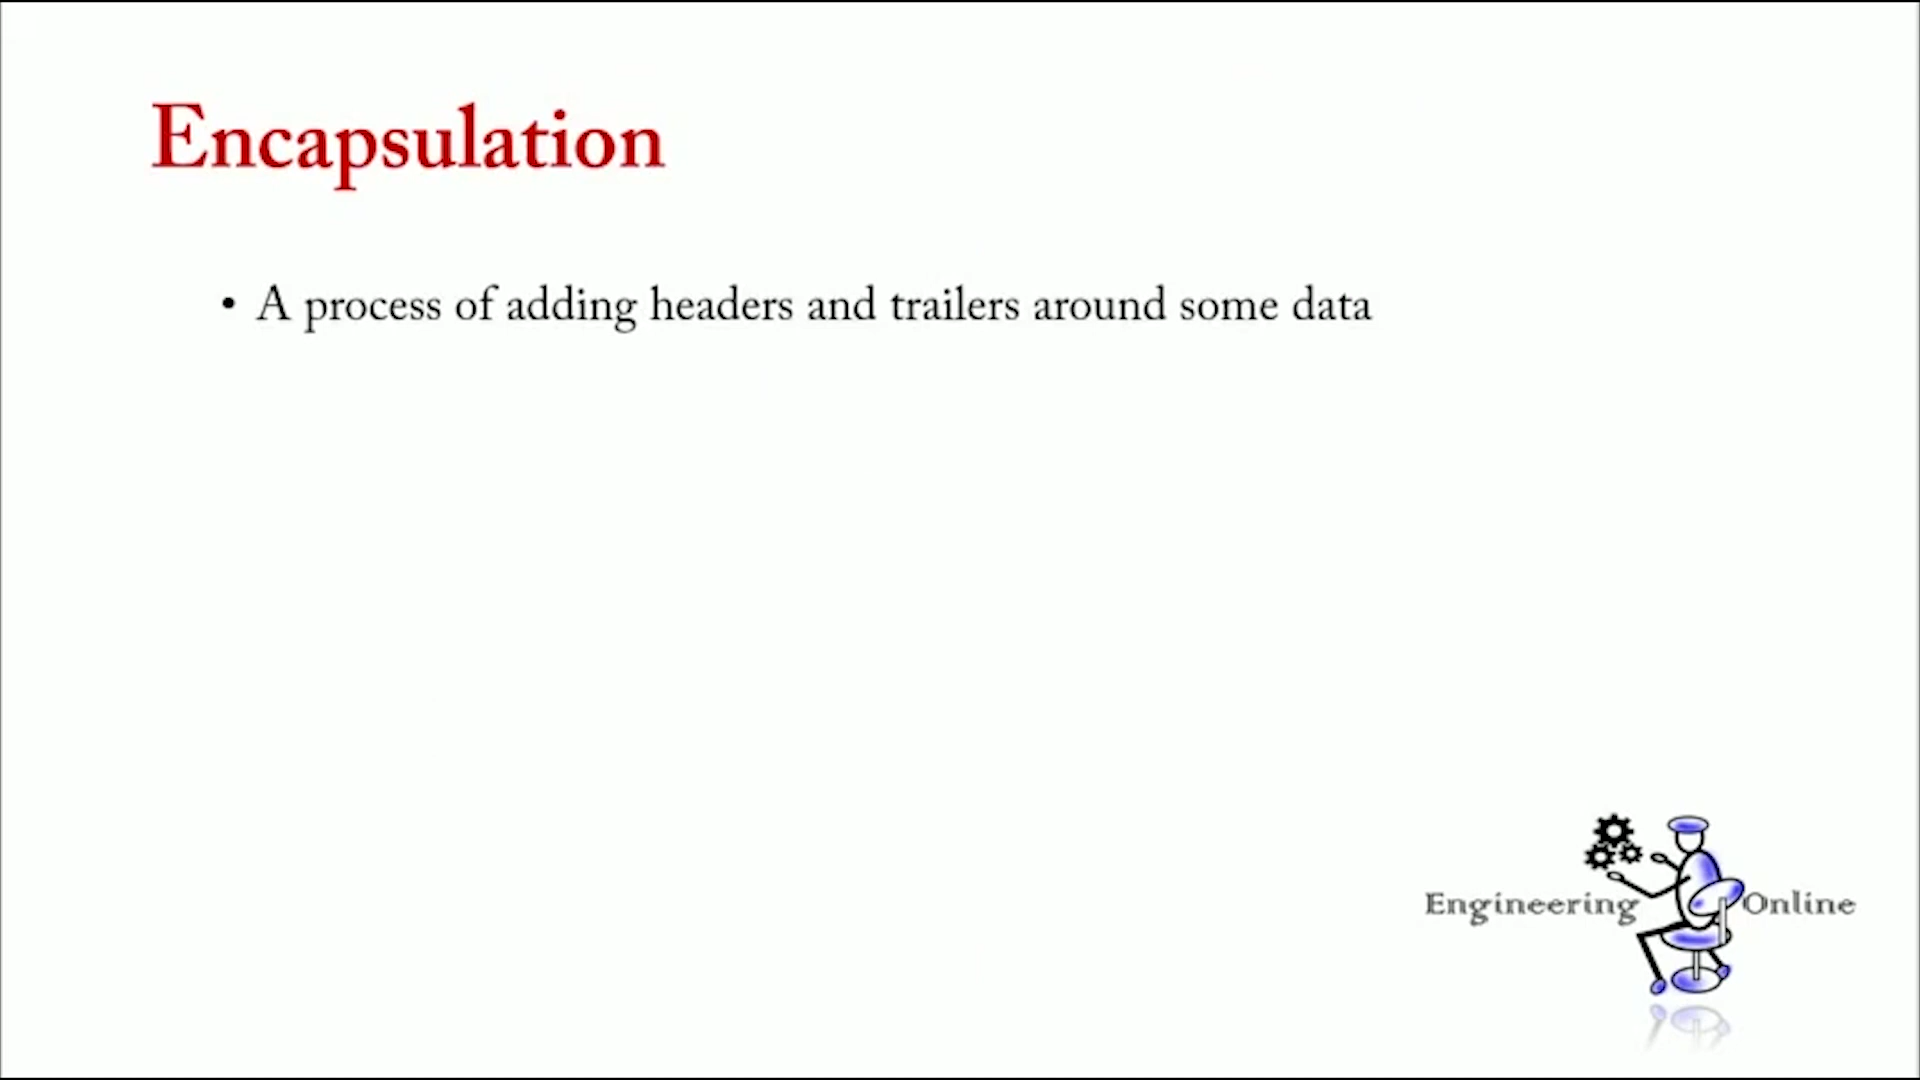 Encapsulation
• A process of adding headers and trailers around some data
Engineering Online